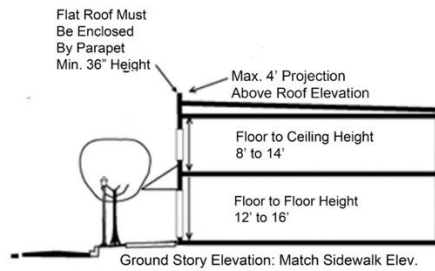 Flat Roof Must
Be Enclosed
By Parapet
Min. 36" Height
Max. 4' Projection
Above Roof Elevation
Floor to Ceiling Height
8' to 14'
Floor to Floor Height
12' to 16'
Ground Story Elevation: Match Sidewalk Elev.